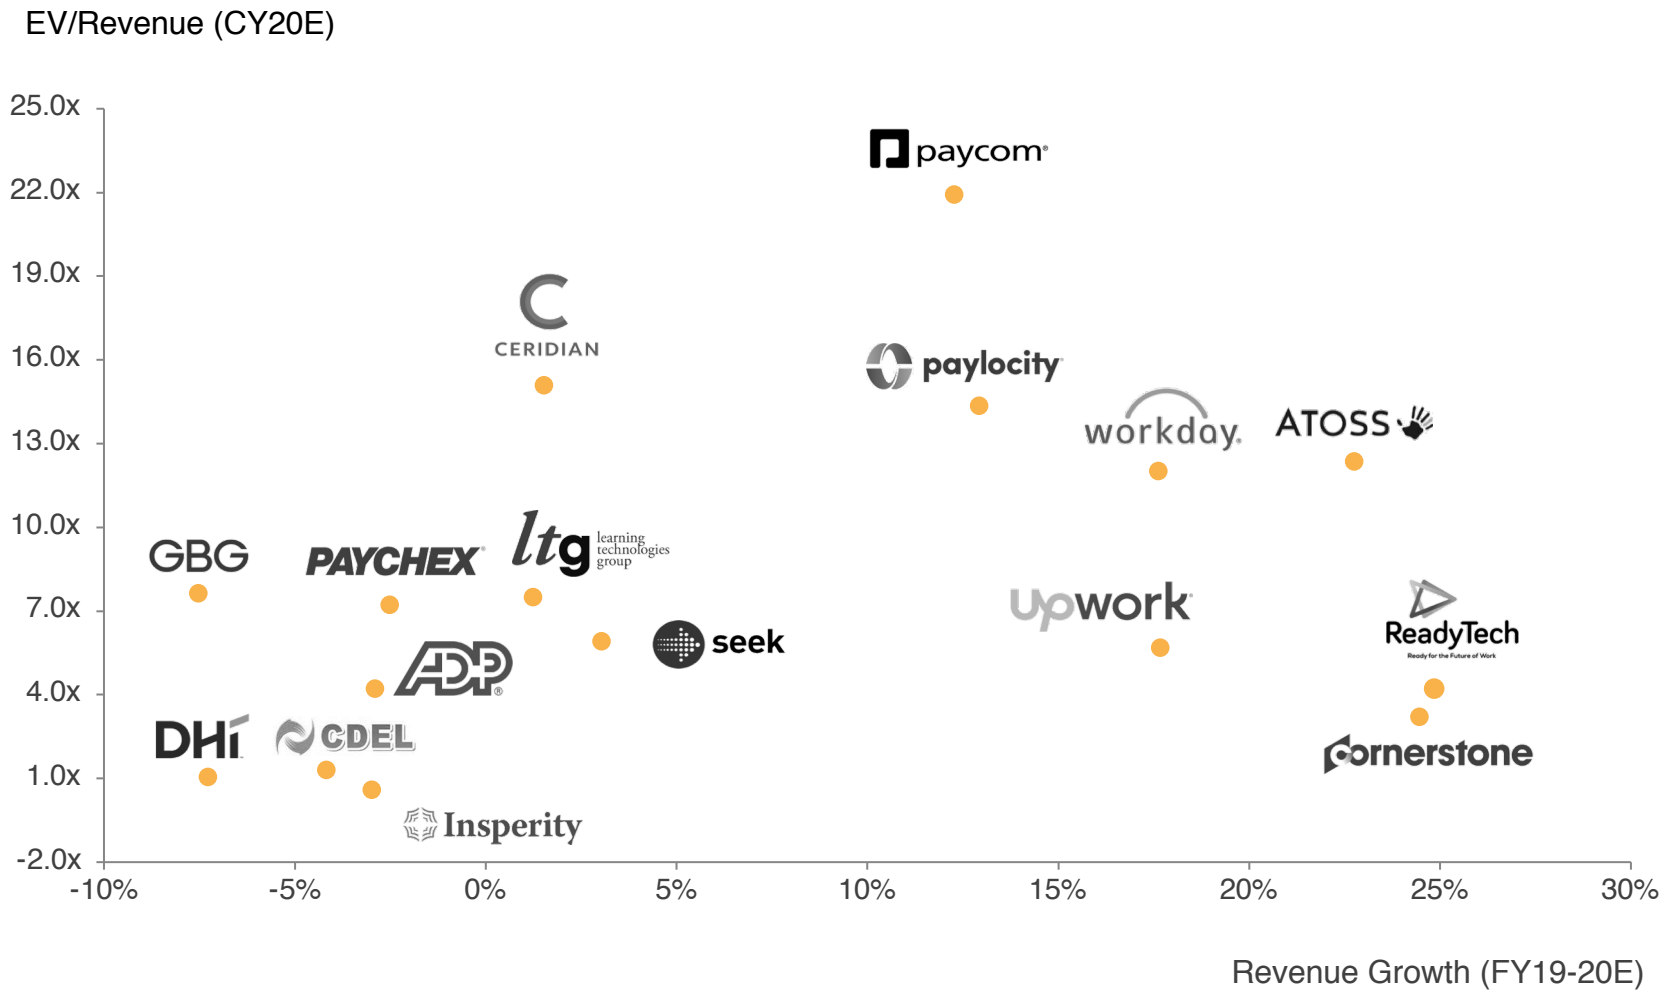 EV/Revenue (CY20E)
25.0x
22.0x
19.0x
16.0x
13.0x
10.0x
7.0x
4.0x
1.0x
-2.0x
paycom®
CERIDIAN
paylocity
workday.
ATOSS
GBG
PAYCHEX®
ltg learning
technologies
group
seek
upwork
ReadyTech
Ready for the Future of Work
ADP®
DHi
CDEL
cornerstone
Insperity
-10%
-5%
0%
5%
10%
15%
20%
25%
30%
Revenue Growth (FY19-20E)